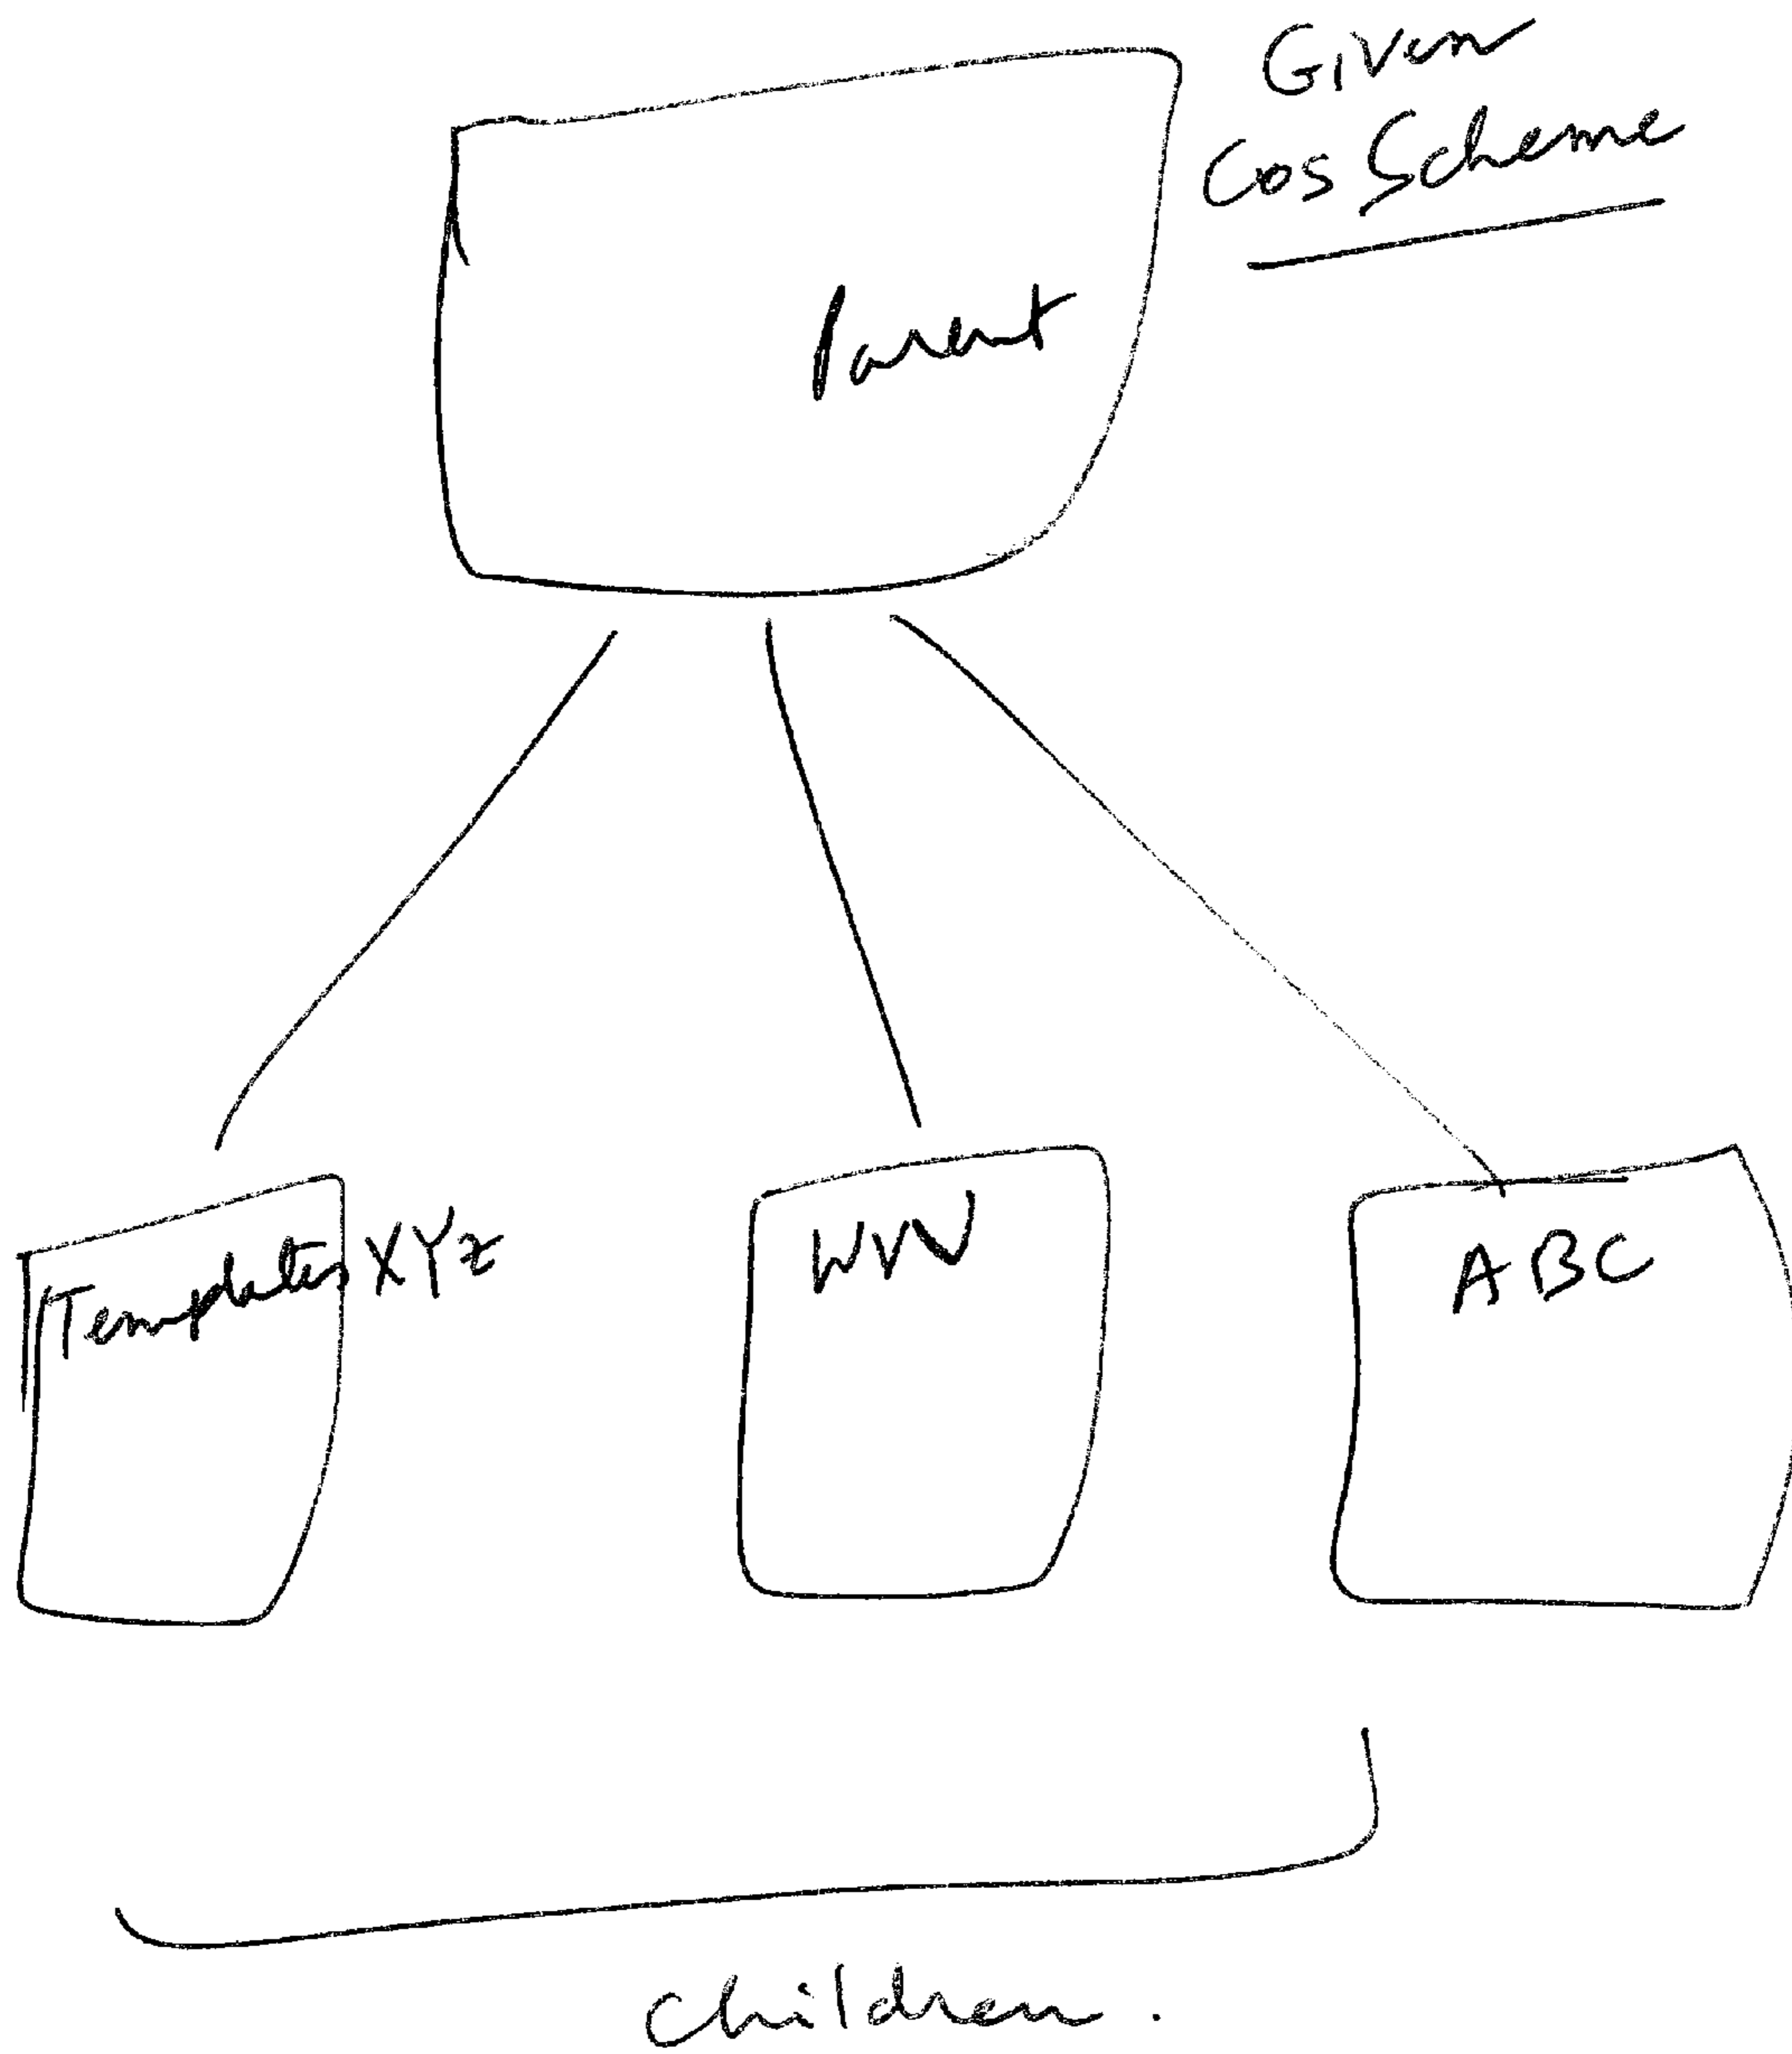 Given
Cos Scheme
Parent
Templates XYZ
WVV
ABC
children.